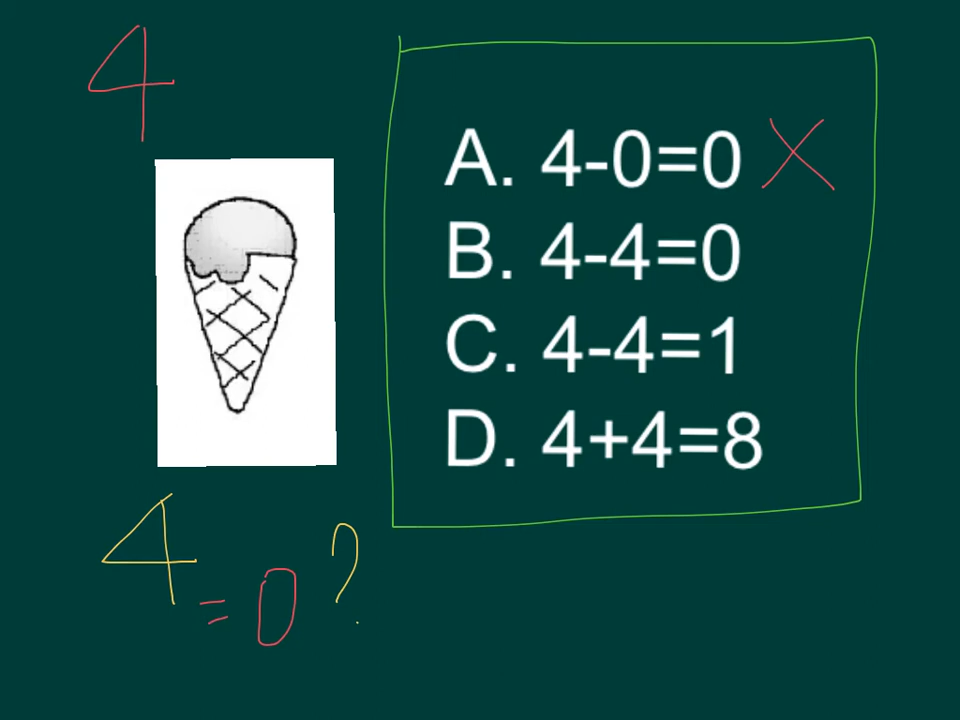 4
A. 4-0=0 X
B. 4-4=0
C. 4-4=1
D. 4+4=8
4
= 0 ?